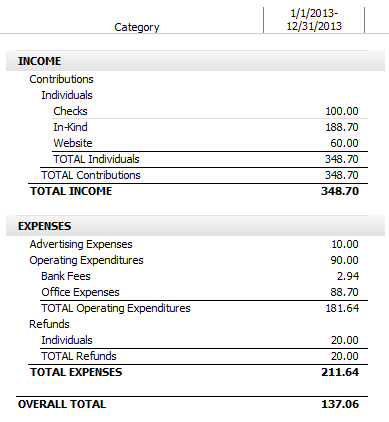 1/1/2013-
Category 12/31/2013
INCOME
Contributions
Individuals
Checks 100.00
In-Kind 188.70
Website 60.00
TOTAL Individuals 348.70
TOTAL Contributions 348.70
TOTAL INCOME 348.70
EXPENSES
Advertising Expenses 10.00
Operating Expenditures 90.00
Bank Fees 2.94
Office Expenses 88.70
TOTAL Operating Expenditures 181.64
Refunds
Individuals 20.00
TOTAL Refunds 20.00
TOTAL EXPENSES 211.64
OVERALL TOTAL 137.06